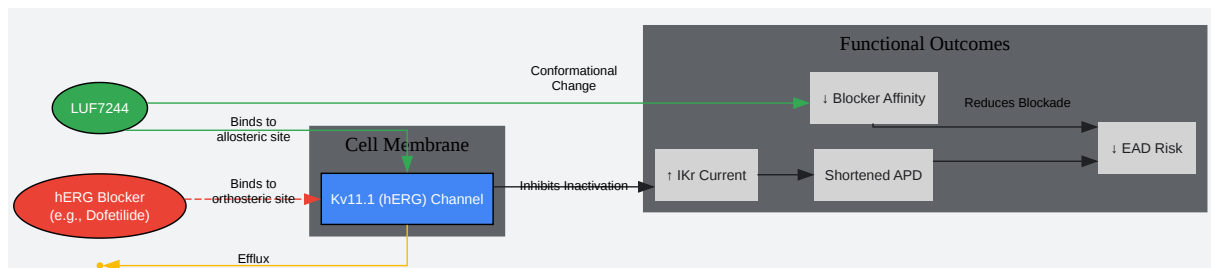 Functional Outcomes
Conformational
Change
LUF7244
↓ Blocker Affinity
Reduces Blockade
Binds to
allosteric site
Cell Membrane
↓ EAD Risk
↑ IKr Current
Shortened APD
Binds to
orthosteric site
Inhibits Inactivation
hERG Blocker
(e.g., Dofetilide)
Kv11.1 (hERG) Channel
Efflux